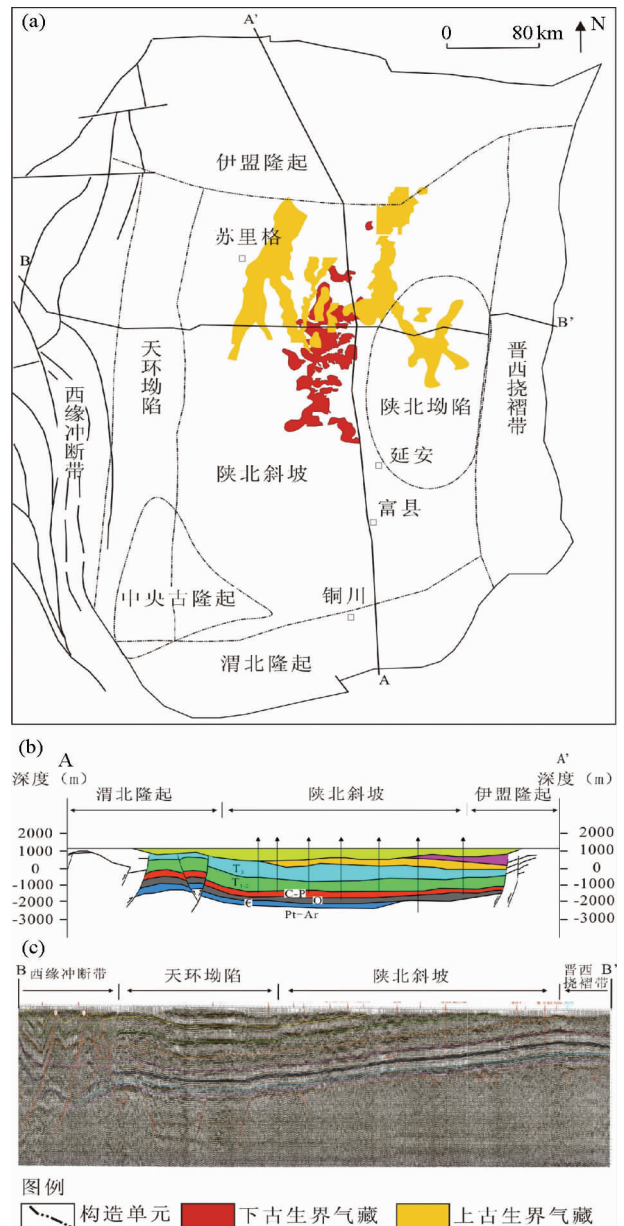 (a)
A'
0 80 km
N
伊盟隆起
苏里格
B
B'
天环坳陷
西缘冲断带
晋西挠褶带
陕北坳陷
延安
陕北斜坡
富县
中央古隆起
铜川
渭北隆起
A
(b) A A'
深度 (m) 渭北隆起 陕北斜坡 伊盟隆起 深度 (m)
2000 2000
1000 1000
0 0
-1000 -1000
-2000 -2000
-3000 -3000
C-P
O
Є
Pt-Ar
(c)
B 西缘冲断带 天环坳陷 陕北斜坡 晋西挠褶带 B'
图例
构造单元 下古生界气藏 上古生界气藏